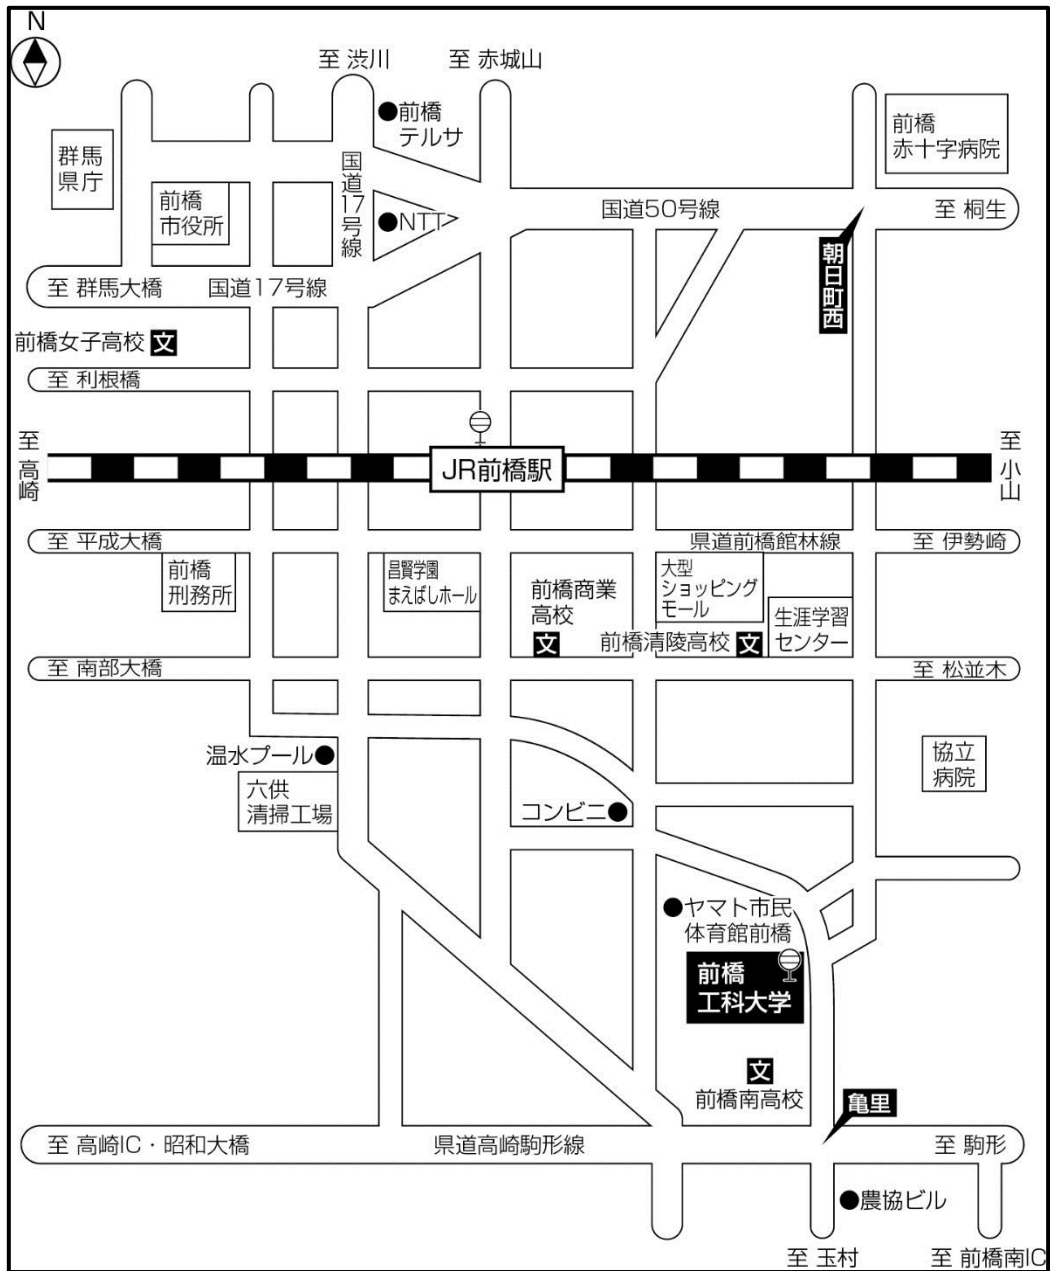 N
至 渋川
至 赤城山
前橋
テルサ
前橋
赤十字病院
群馬
県庁
国道17号線
前橋
市役所
NTT
国道50号線
至 桐生
朝日町西
至 群馬大橋
国道17号線
前橋女子高校 文
至 利根橋
至 高崎
JR前橋駅
至 小山
至 平成大橋
県道前橋館林線
至 伊勢崎
前橋
刑務所
昌賢学園
まえばしホール
前橋商業
高校
文
大型
ショッピング
モール
生涯学習
センター
前橋清陵高校 文
至 南部大橋
至 松並木
温水プール
六供
清掃工場
協立
病院
コンビニ
ヤマト市民
体育館前橋
前橋
工科大学
文
前橋南高校
亀里
至 高崎IC・昭和大橋
県道高崎駒形線
至 駒形
農協ビル
至 玉村
至 前橋南IC